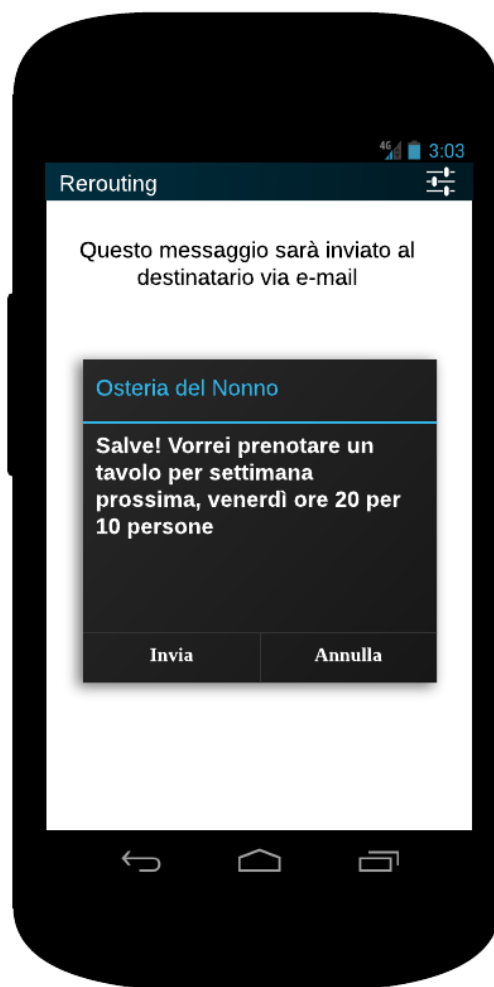 4G 3:03
Rerouting
Questo messaggio sarà inviato al
destinatario via e-mail
Osteria del Nonno
Salve! Vorrei prenotare un
tavolo per settimana
prossima, venerdì ore 20 per
10 persone
Invia Annulla